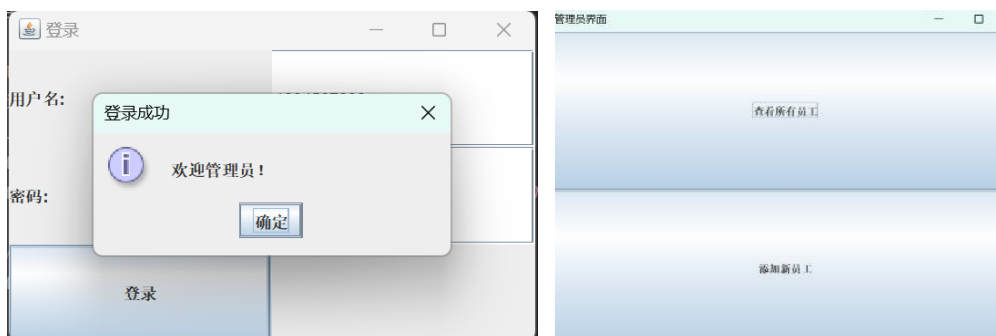 登录
用户名:
登录成功
欢迎管理员!
确定
密码:
登录
管理员界面
查看所有员工
添加新员工